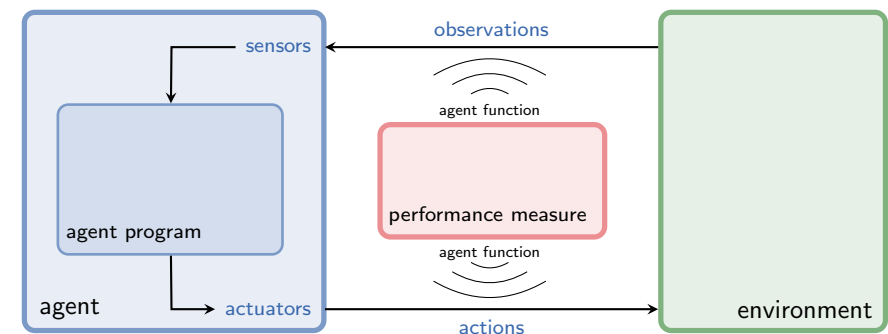 observations
sensors
agent function
agent program
performance measure
agent function
agent
actuators
environment
actions